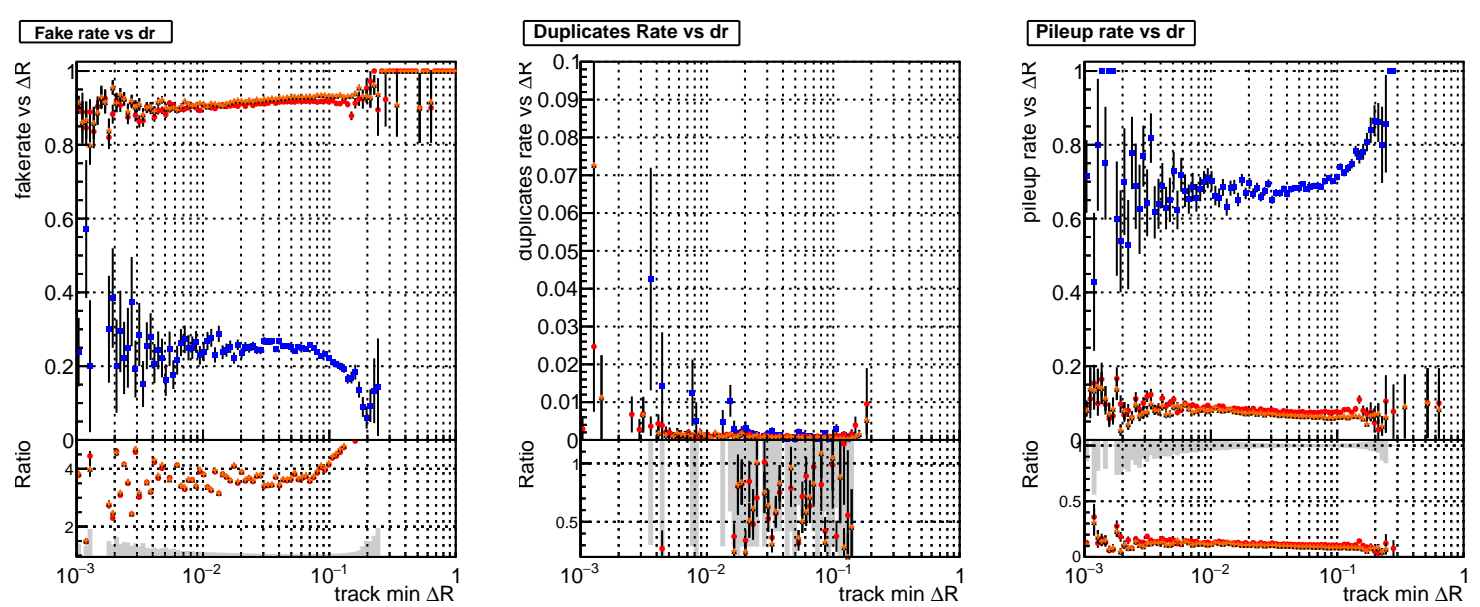 Fake rate vs dr
fakerate vs ΔR
1
0.8
0.6
0.4
0.2
0
Ratio
4
2
10⁻³ 10⁻² 10⁻¹ 1
track min ΔR
Duplicates Rate vs dr
duplicates rate vs ΔR
0.1
0.09
0.08
0.07
0.06
0.05
0.04
0.03
0.02
0.01
0
Ratio
1
0.5
10⁻³ 10⁻² 10⁻¹ 1
track min ΔR
Pileup rate vs dr
pileup rate vs ΔR
1
0.8
0.6
0.4
0.2
0
Ratio
0.5
0
10⁻³ 10⁻² 10⁻¹ 1
track min ΔR